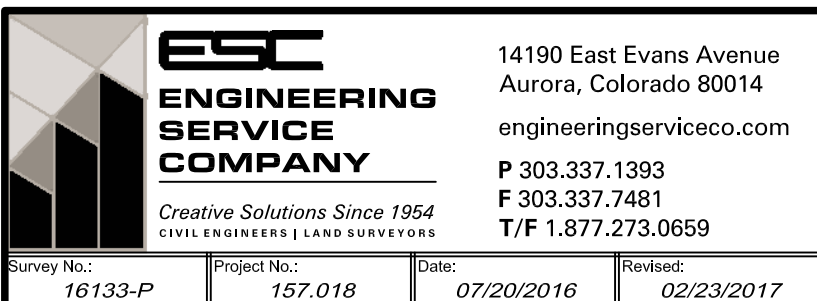 ESC
ENGINEERING
SERVICE
COMPANY
Creative Solutions Since 1954
CIVIL ENGINEERS | LAND SURVEYORS
14190 East Evans Avenue
Aurora, Colorado 80014
engineeringserviceco.com
P 303.337.1393
F 303.337.7481
T/F 1.877.273.0659
Survey No.:
16133-P
Project No.:
157.018
Date:
07/20/2016
Revised:
02/23/2017